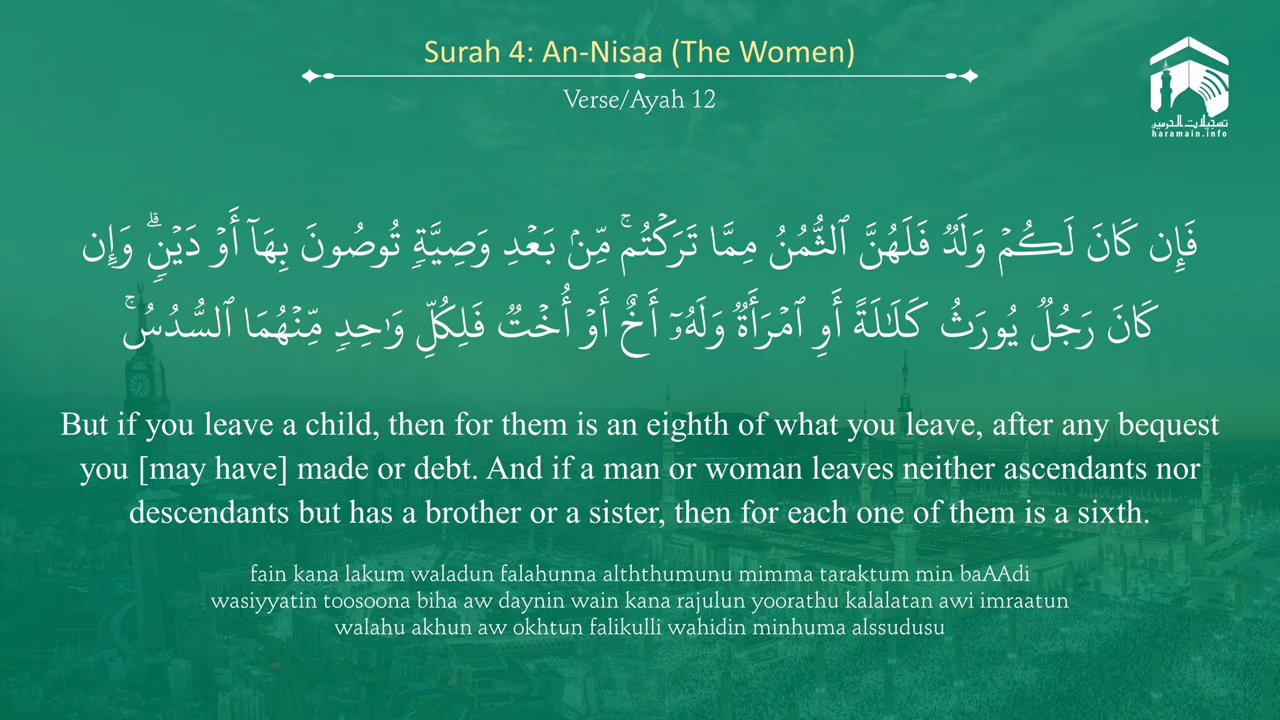 Surah 4: An-Nisaa (The Women)
Verse/Ayah 12
تسجيلات الحرمين
haramain.info
فَإِن كَانَ لَكُمۡ وَلَدٞ فَلَهُنَّ ٱلثُّمُنُ مِمَّا تَرَكۡتُمۚ مِّنۢ بَعۡدِ وَصِيَّةٖ تُوصُونَ بِهَآ أَوۡ دَيۡنٖۗ وَإِن
كَانَ رَجُلٞ يُورَثُ كَلَٰلَةً أَوِ ٱمۡرَأَةٞ وَلَهُۥٓ أَخٌ أَوۡ أُخۡتٞ فَلِكُلِّ وَٰحِدٖ مِّنۡهُمَا ٱلسُّدُسُۚ
But if you leave a child, then for them is an eighth of what you leave, after any bequest
you [may have] made or debt. And if a man or woman leaves neither ascendants nor
descendants but has a brother or a sister, then for each one of them is a sixth.
fain kana lakum waladun falahunna alththumunu mimma taraktum min baAAdi
wasiyyatin toosoona biha aw daynin wain kana rajulun yoorathu kalalatan awi imraatun
walahu akhun aw okhtun falikulli wahidin minhuma alssudusu